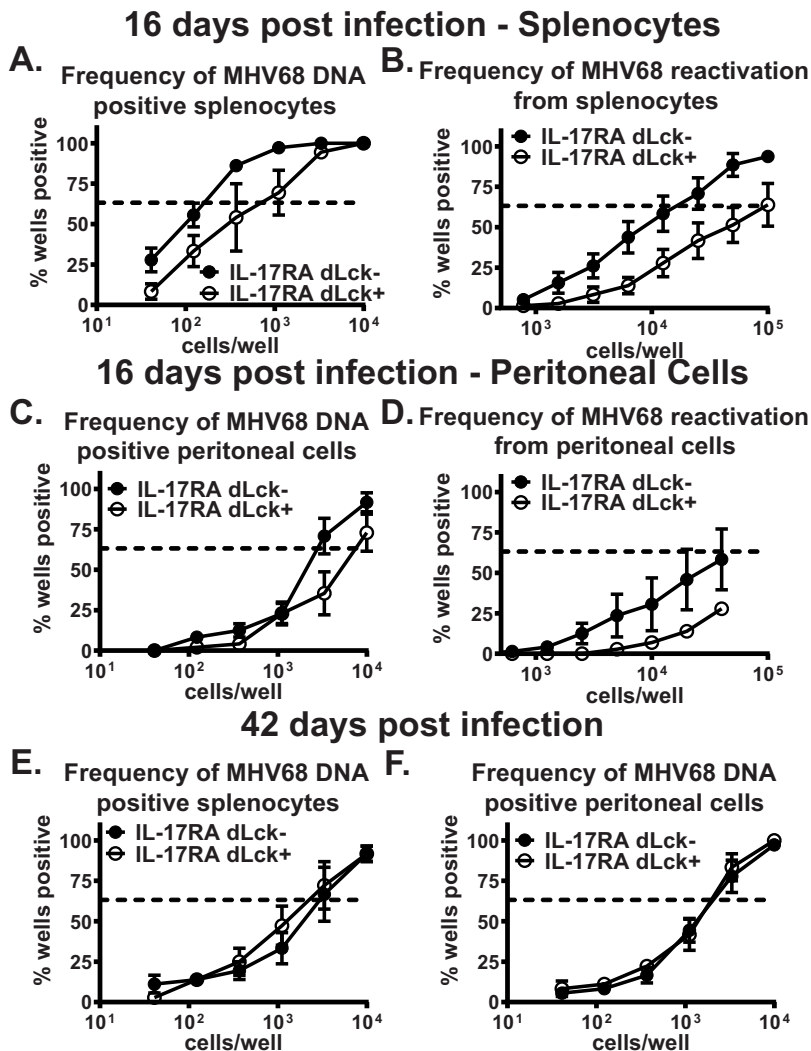 16 days post infection - Splenocytes
A.
Frequency of MHV68 DNA
positive splenocytes
% wells positive
100
75
50
25
0
IL-17RA dLck-
IL-17RA dLck+
10¹ 10² 10³ 10⁴
cells/well
B.
Frequency of MHV68 reactivation
from splenocytes
% wells positive
100
75
50
25
0
IL-17RA dLck-
IL-17RA dLck+
10³ 10⁴ 10⁵
cells/well
16 days post infection - Peritoneal Cells
C.
Frequency of MHV68 DNA
positive peritoneal cells
% wells positive
100
75
50
25
0
IL-17RA dLck-
IL-17RA dLck+
10¹ 10² 10³ 10⁴
cells/well
D.
Frequency of MHV68 reactivation
from peritoneal cells
% wells positive
100
75
50
25
0
IL-17RA dLck-
IL-17RA dLck+
10³ 10⁴ 10⁵
cells/well
42 days post infection
E.
Frequency of MHV68 DNA
positive splenocytes
% wells positive
100
75
50
25
0
IL-17RA dLck-
IL-17RA dLck+
10¹ 10² 10³ 10⁴
cells/well
F.
Frequency of MHV68 DNA
positive peritoneal cells
% wells positive
100
75
50
25
0
IL-17RA dLck-
IL-17RA dLck+
10¹ 10² 10³ 10⁴
cells/well